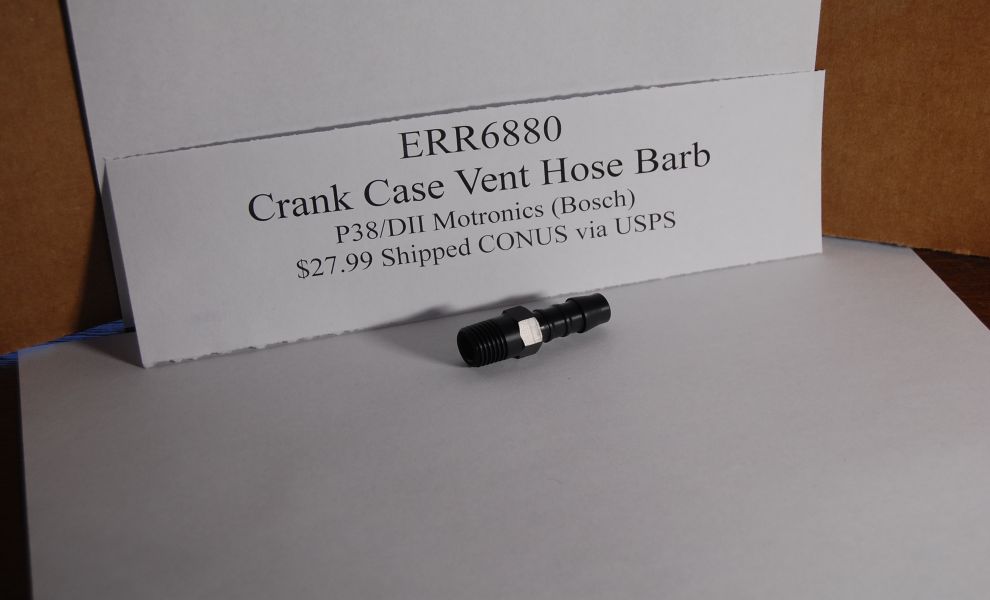 ERR6880
Crank Case Vent Hose Barb
P38/DII Motronics (Bosch)
$27.99 Shipped CONUS via USPS